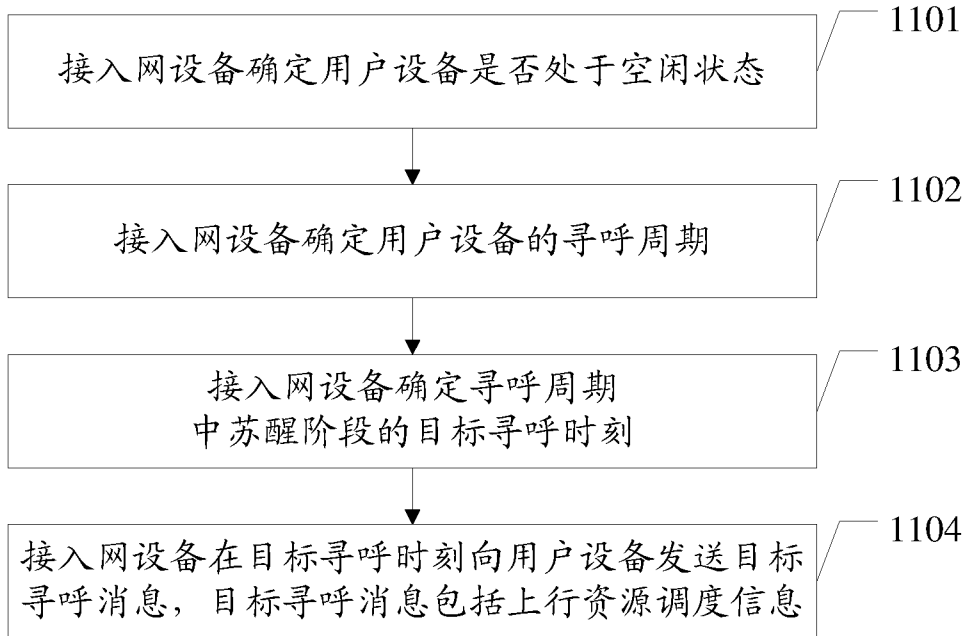 1101
接入网设备确定用户设备是否处于空闲状态
1102
接入网设备确定用户设备的寻呼周期
1103
接入网设备确定寻呼周期
中苏醒阶段的目标寻呼时刻
1104
接入网设备在目标寻呼时刻向用户设备发送目标
寻呼消息，目标寻呼消息包括上行资源调度信息